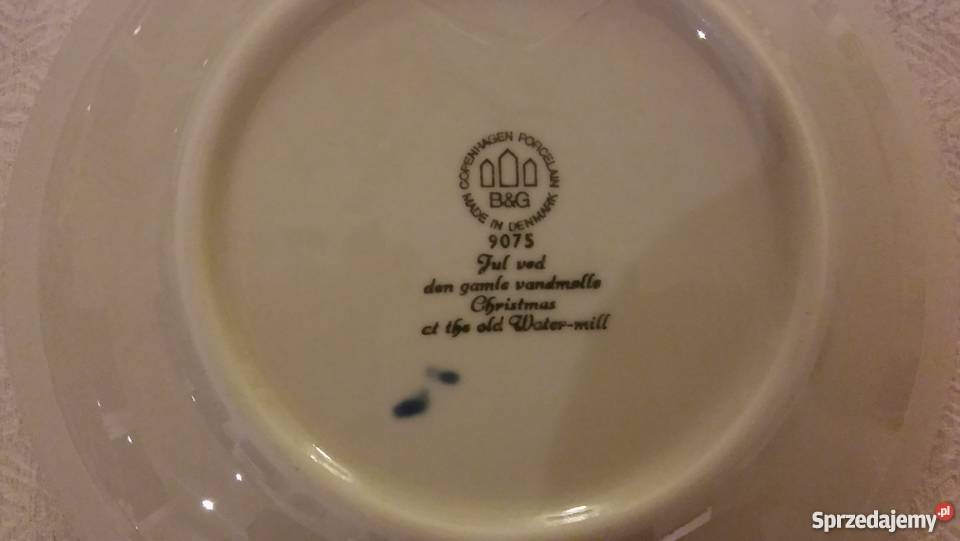 COPENHAGEN PORCELAIN
B&G
MADE IN DENMARK
9075
Jul ved
den gamle vandmølle
Christmas
at the old Water-mill
Sprzedajemy.pl